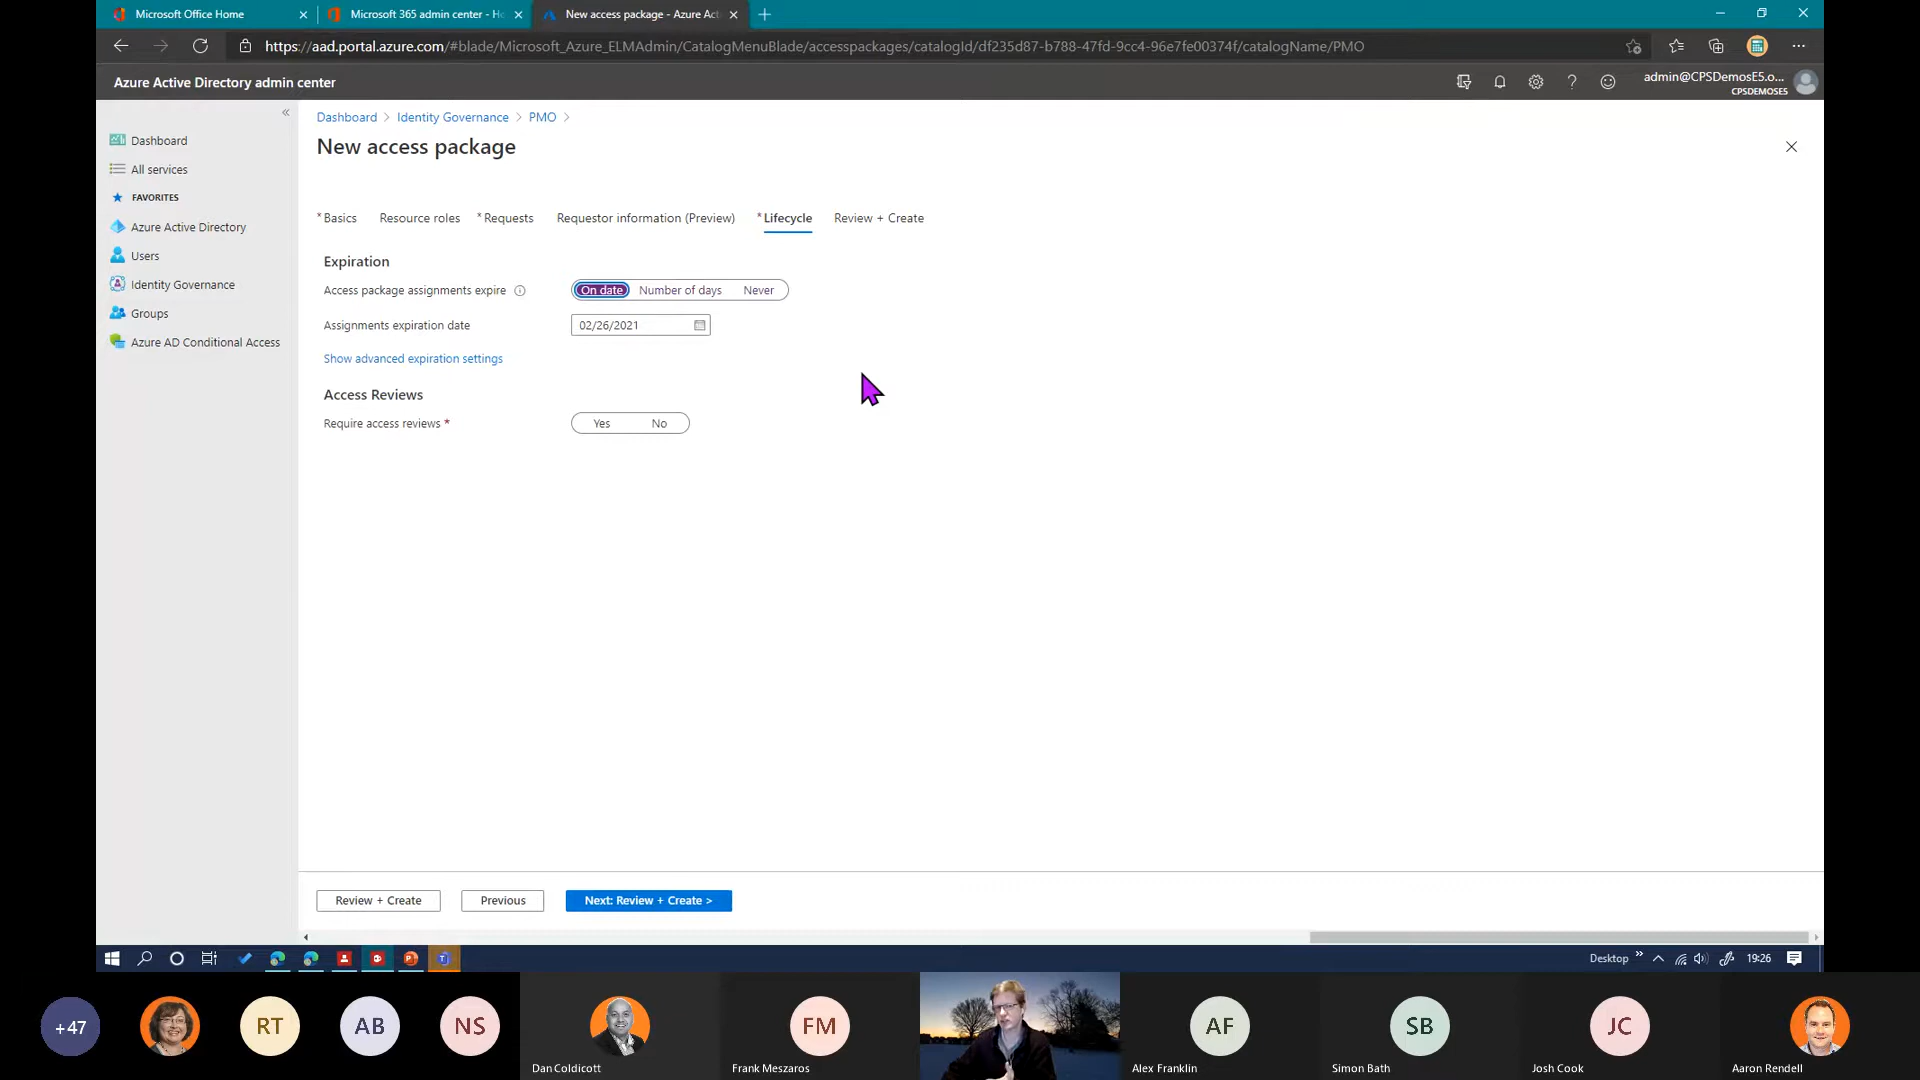 Microsoft Office Home
Microsoft 365 admin center - Ho
New access package - Azure Act
https://aad.portal.azure.com/#blade/Microsoft_Azure_ELMAdmin/CatalogMenuBlade/accesspackages/catalogId/df235d87-b788-47fd-9cc4-96e7fe00374f/catalogName/PMO
Azure Active Directory admin center
admin@CPSDemosE5.o...
CPSDEMOSE5
Dashboard
All services
FAVORITES
Azure Active Directory
Users
Identity Governance
Groups
Azure AD Conditional Access
Dashboard > Identity Governance > PMO >
New access package
* Basics Resource roles * Requests Requestor information (Preview) * Lifecycle Review + Create
Expiration
Access package assignments expire On date Number of days Never
Assignments expiration date 02/26/2021
Show advanced expiration settings
Access Reviews
Require access reviews * Yes No
Review + Create Previous Next: Review + Create >
Desktop 19:26
+47 RT AB NS FM AF SB JC
Dan Coldicott Frank Meszaros Alex Franklin Simon Bath Josh Cook Aaron Rendell